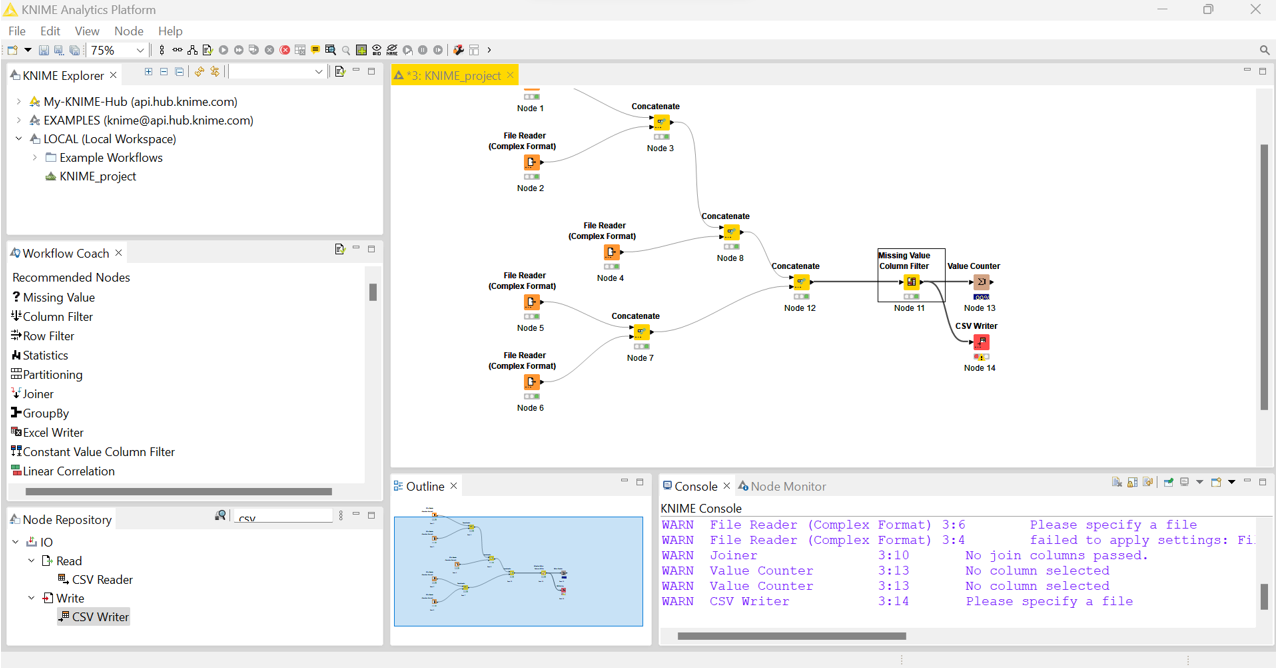 KNIME Analytics Platform
File Edit View Node Help
75%
KNIME Explorer
My-KNIME-Hub (api.hub.knime.com)
EXAMPLES (knime@api.hub.knime.com)
LOCAL (Local Workspace)
Example Workflows
KNIME_project
Workflow Coach
Recommended Nodes
? Missing Value
Column Filter
Row Filter
Statistics
Partitioning
Joiner
GroupBy
Excel Writer
Constant Value Column Filter
Linear Correlation
Node Repository
csv
IO
Read
CSV Reader
Write
CSV Writer
*3: KNIME_project
Node 1
Concatenate
Node 3
File Reader
(Complex Format)
Node 2
Concatenate
Node 8
File Reader
(Complex Format)
Node 4
Concatenate
Node 12
Missing Value
Column Filter
Node 11
Value Counter
Node 13
File Reader
(Complex Format)
Node 5
Concatenate
Node 7
CSV Writer
Node 14
File Reader
(Complex Format)
Node 6
Outline
Console
Node Monitor
KNIME Console
WARN File Reader (Complex Format) 3:6 Please specify a file
WARN File Reader (Complex Format) 3:4 failed to apply settings: Fi
WARN Joiner 3:10 No join columns passed.
WARN Value Counter 3:13 No column selected
WARN Value Counter 3:13 No column selected
WARN CSV Writer 3:14 Please specify a file